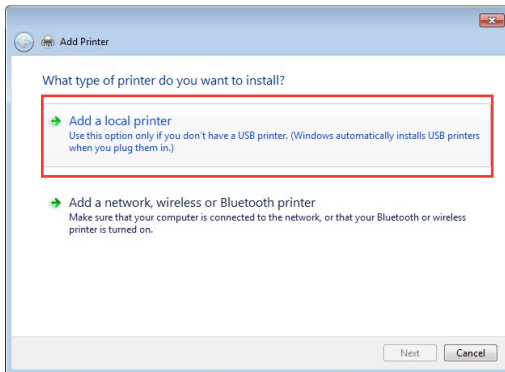 Add Printer
What type of printer do you want to install?
Add a local printer
Use this option only if you don't have a USB printer. (Windows automatically installs USB printers
when you plug them in.)
Add a network, wireless or Bluetooth printer
Make sure that your computer is connected to the network, or that your Bluetooth or wireless
printer is turned on.
Next Cancel